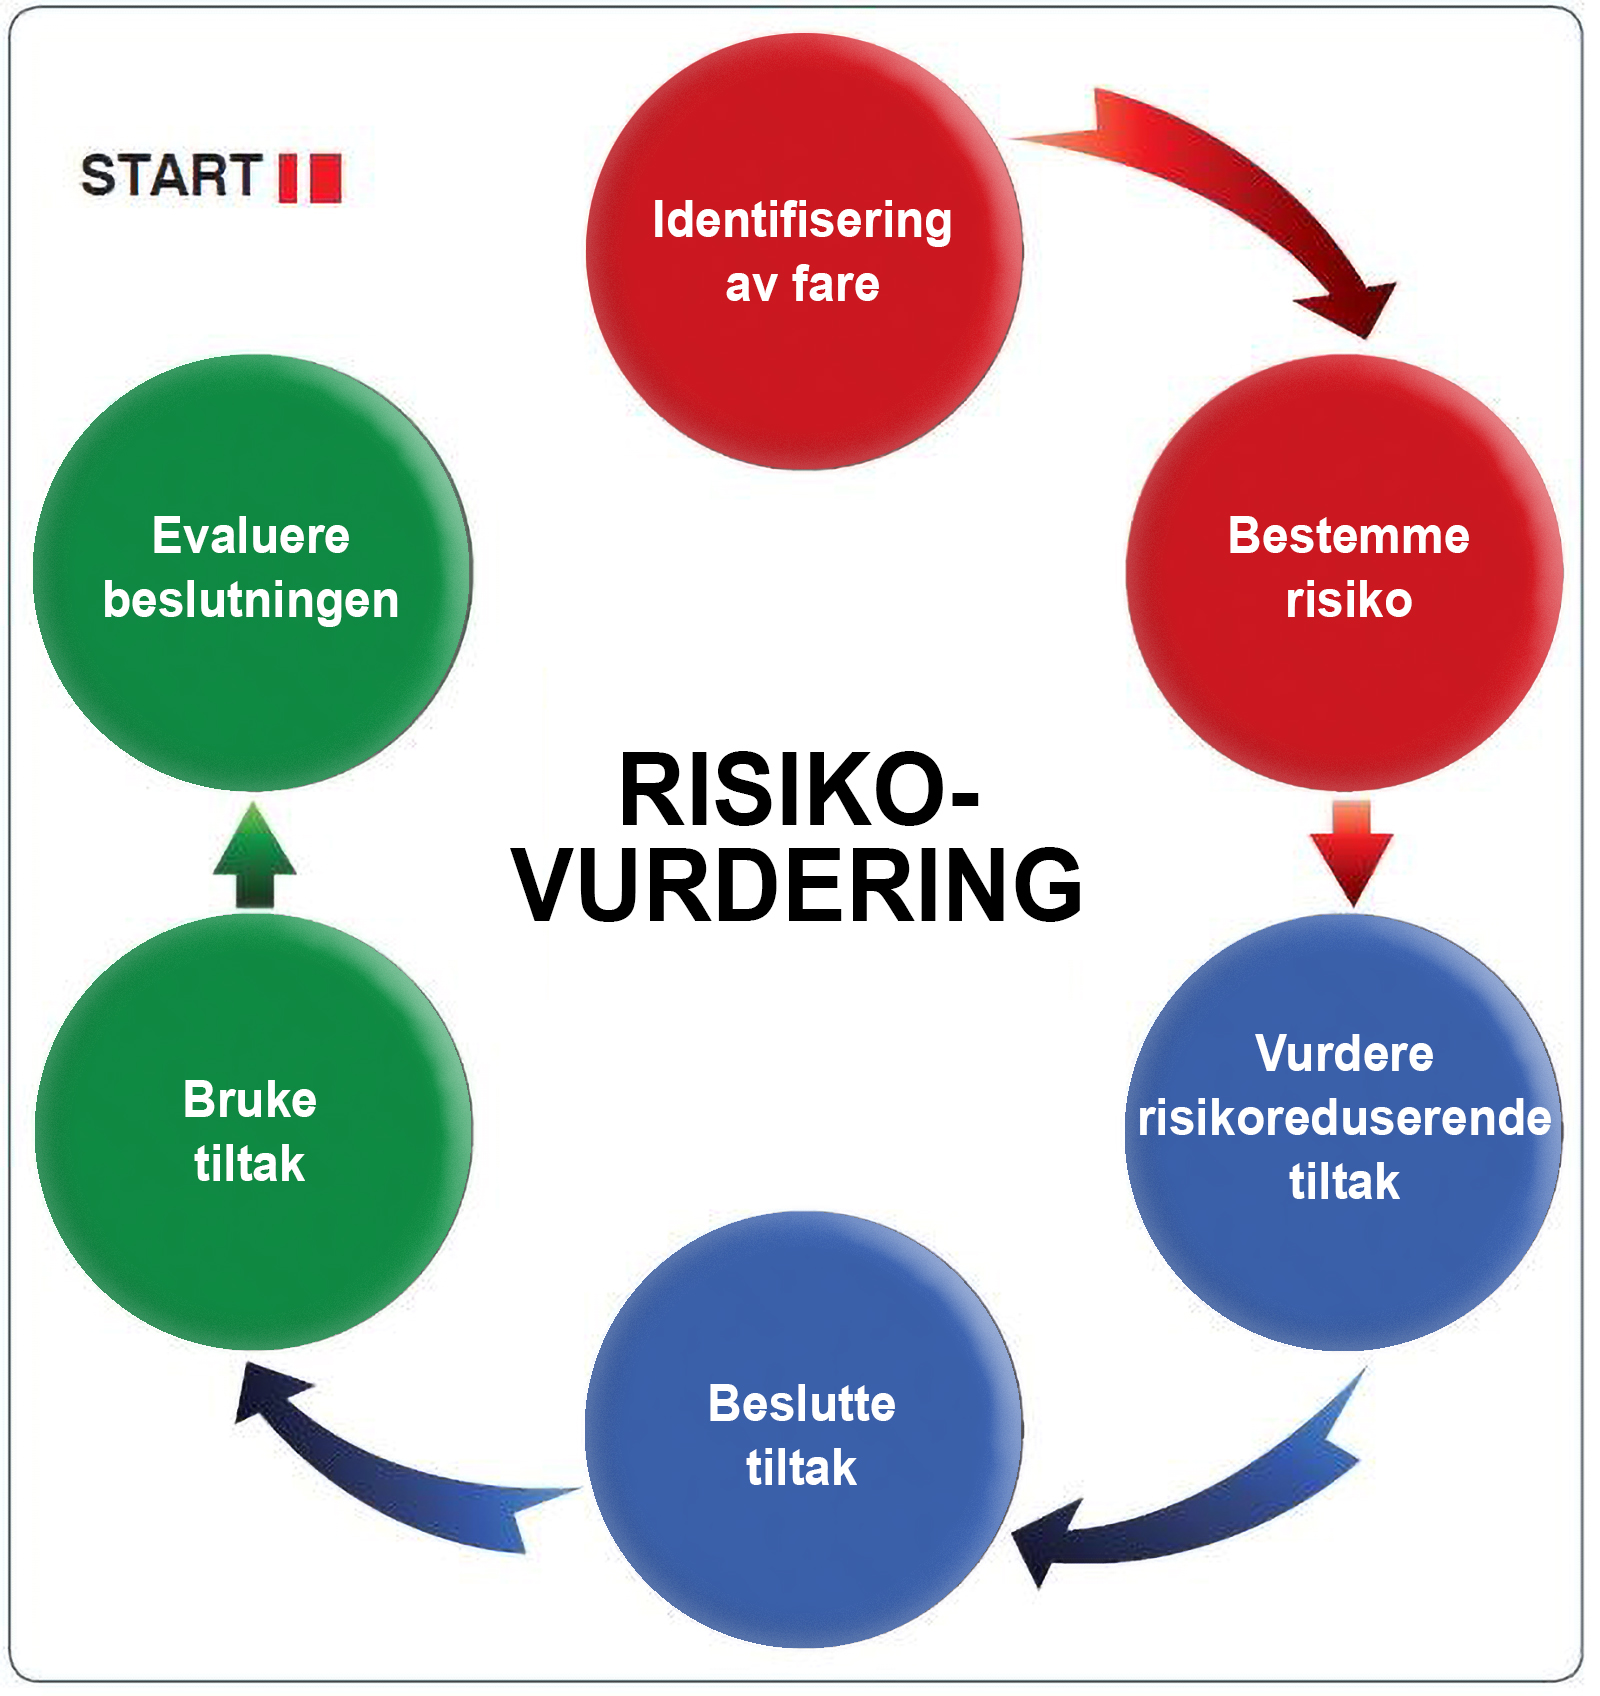 START
Identifisering
av fare
Bestemme
risiko
Vurdere
risikoreduserende
tiltak
Beslutte
tiltak
Bruke
tiltak
Evaluere
beslutningen
RISIKO-
VURDERING